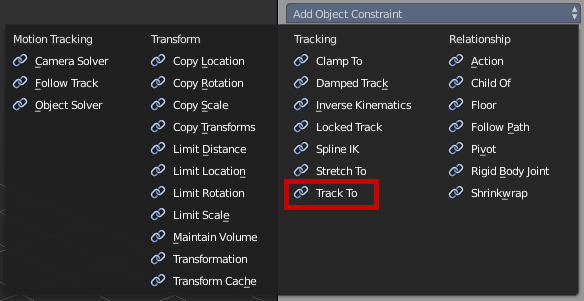 Add Object Constraint
Motion Tracking
Camera Solver
Follow Track
Object Solver
Transform
Copy Location
Copy Rotation
Copy Scale
Copy Transforms
Limit Distance
Limit Location
Limit Rotation
Limit Scale
Maintain Volume
Transformation
Transform Cache
Tracking
Clamp To
Damped Track
Inverse Kinematics
Locked Track
Spline IK
Stretch To
Track To
Relationship
Action
Child Of
Floor
Follow Path
Pivot
Rigid Body Joint
Shrinkwrap